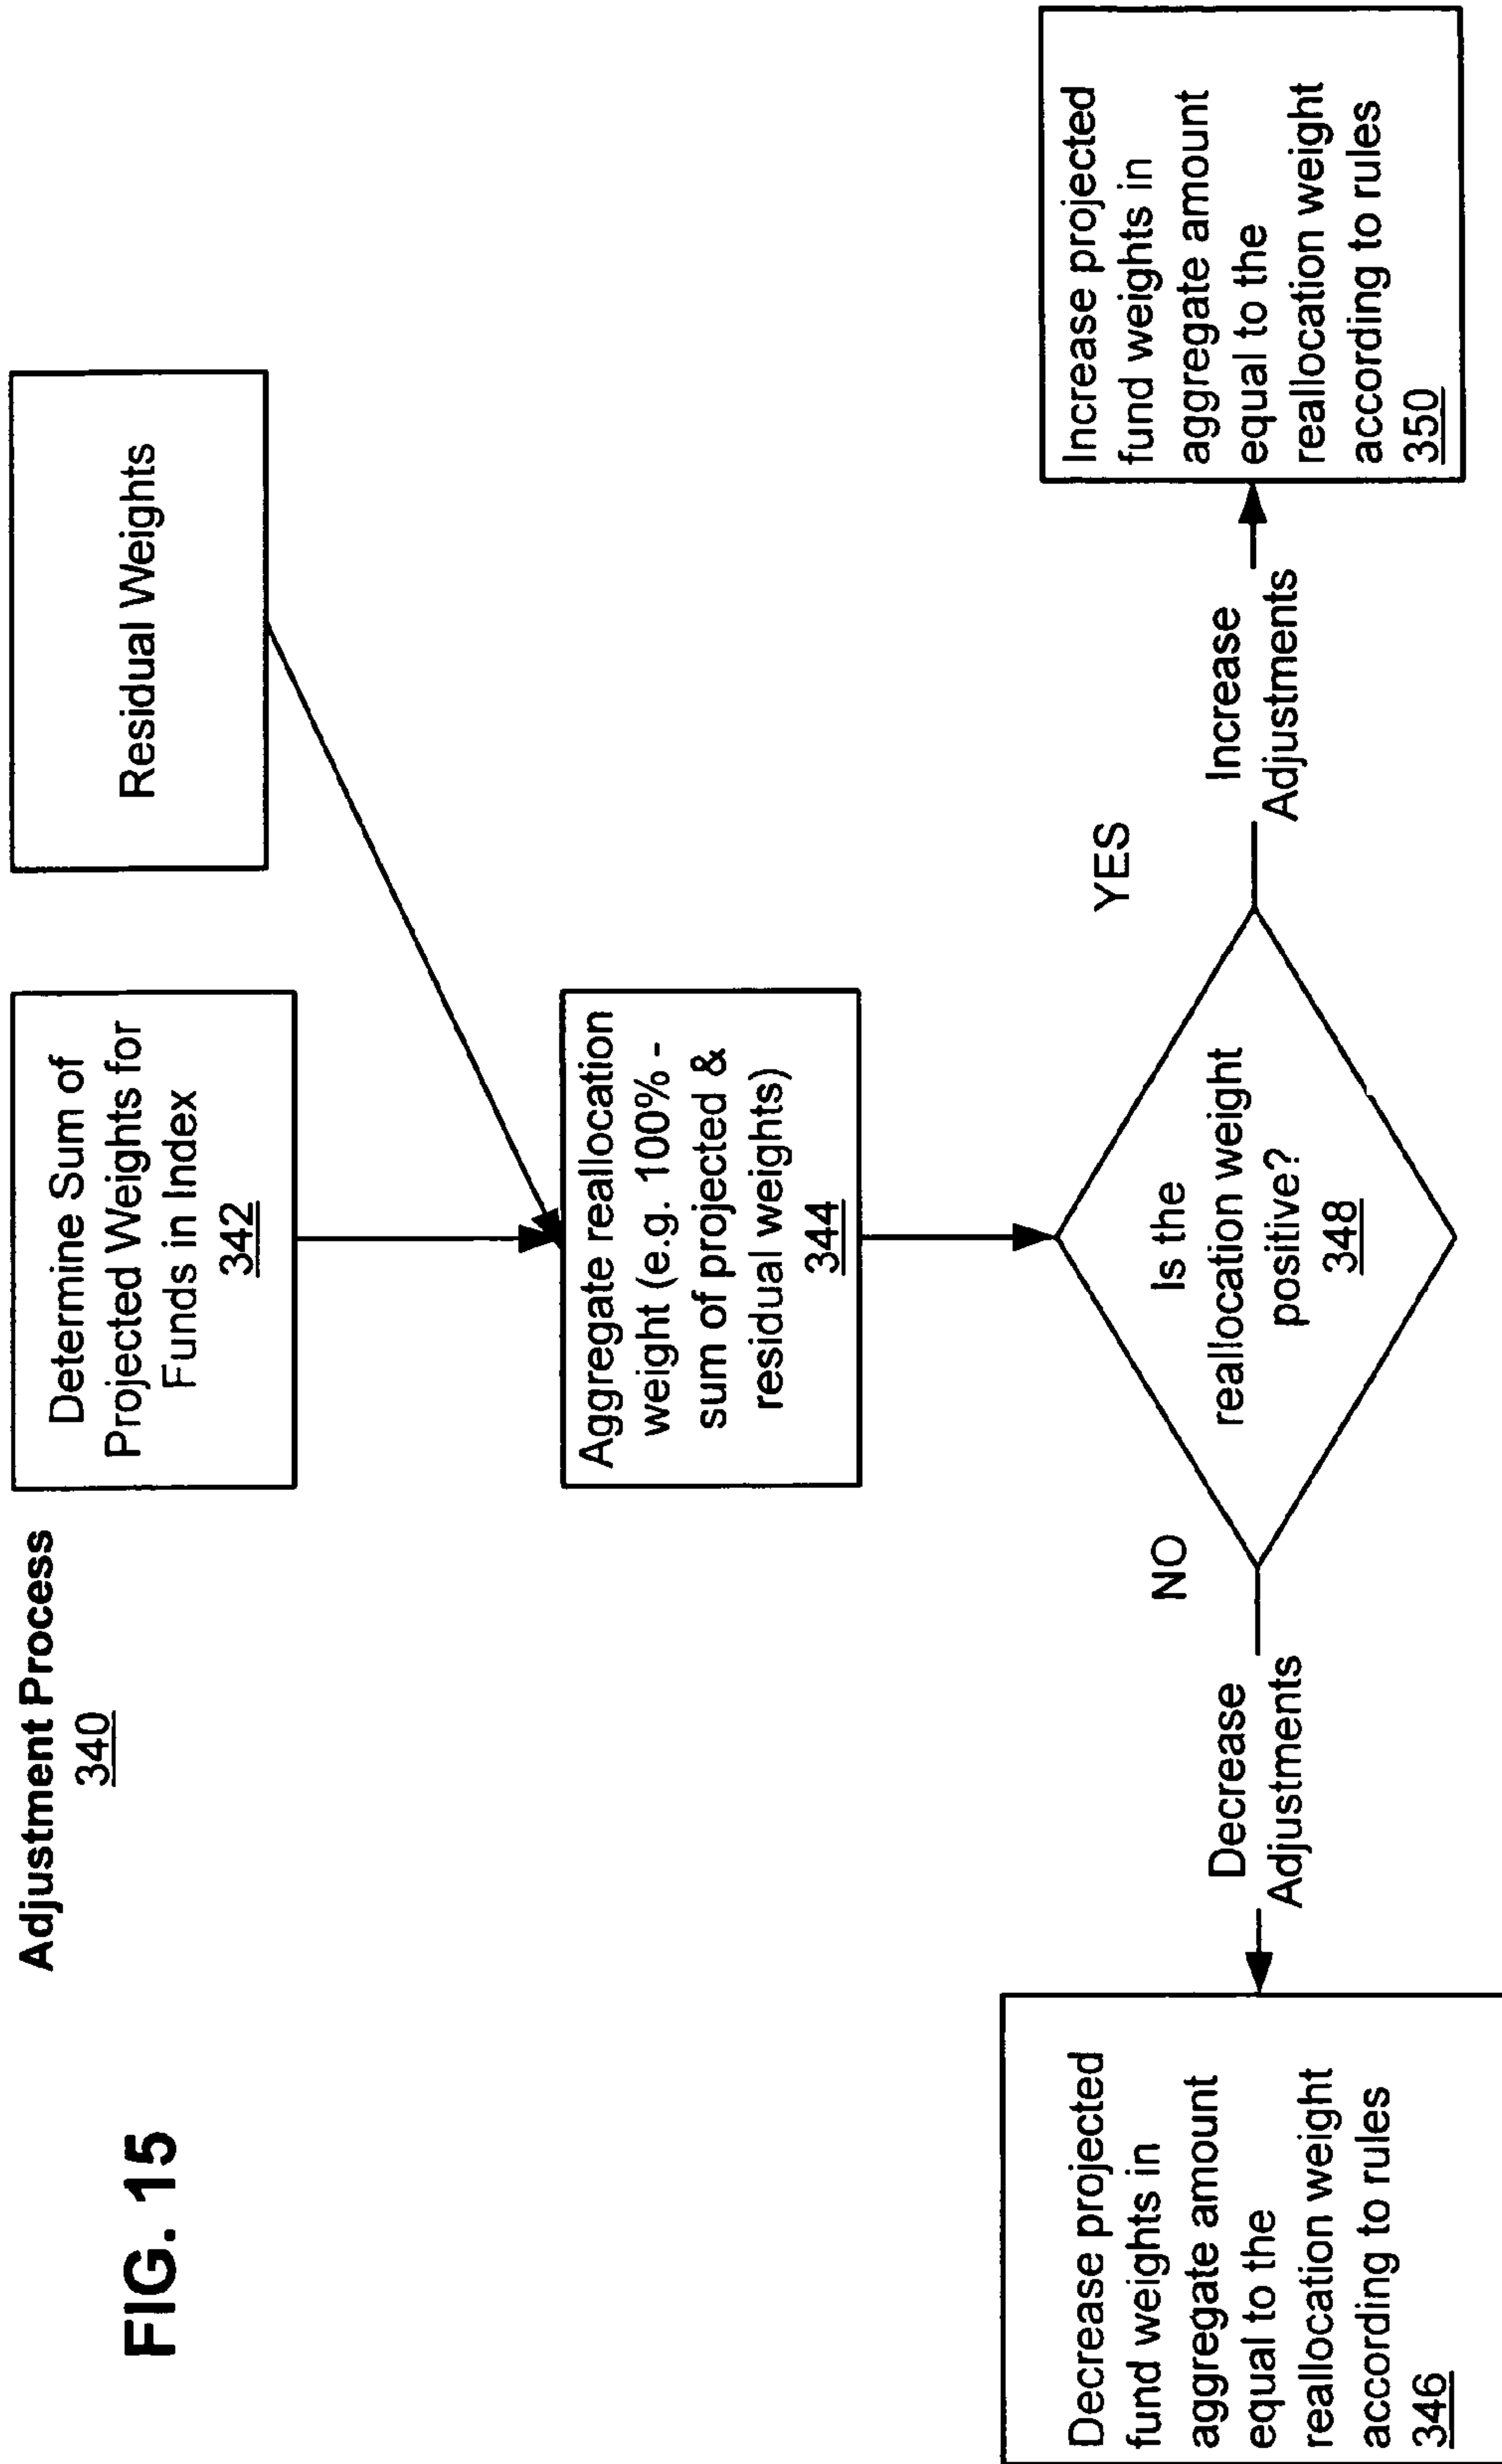 FIG. 15
Adjustment Process
340
Determine Sum of
Projected Weights for
Funds in Index
342
Residual Weights
Aggregate reallocation
weight (e.g. 100% -
sum of projected &
residual weights)
344
Is the
reallocation weight
positive?
348
NO
Decrease
Adjustments
YES
Increase
Adjustments
Decrease projected
fund weights in
aggregate amount
equal to the
reallocation weight
according to rules
346
Increase projected
fund weights in
aggregate amount
equal to the
reallocation weight
according to rules
350